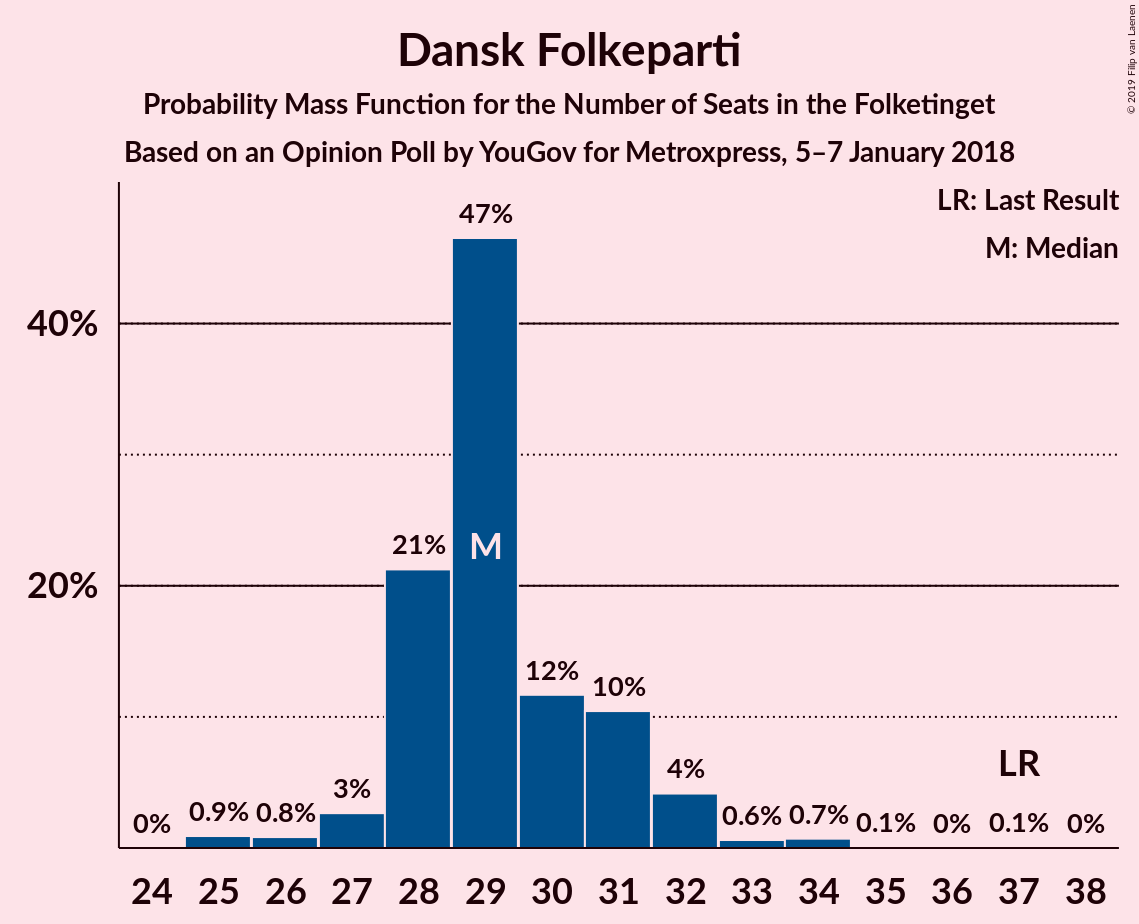 Dansk Folkeparti
Probability Mass Function for the Number of Seats in the Folketinget
Based on an Opinion Poll by YouGov for Metroxpress, 5–7 January 2018
© 2019 Filip van Laenen
LR: Last Result
M: Median
40%
20%
0%
0.9%
0.8%
3%
21%
47%
M
12%
10%
4%
0.6%
0.7%
0.1%
0%
LR
0.1%
0%
24 25 26 27 28 29 30 31 32 33 34 35 36 37 38